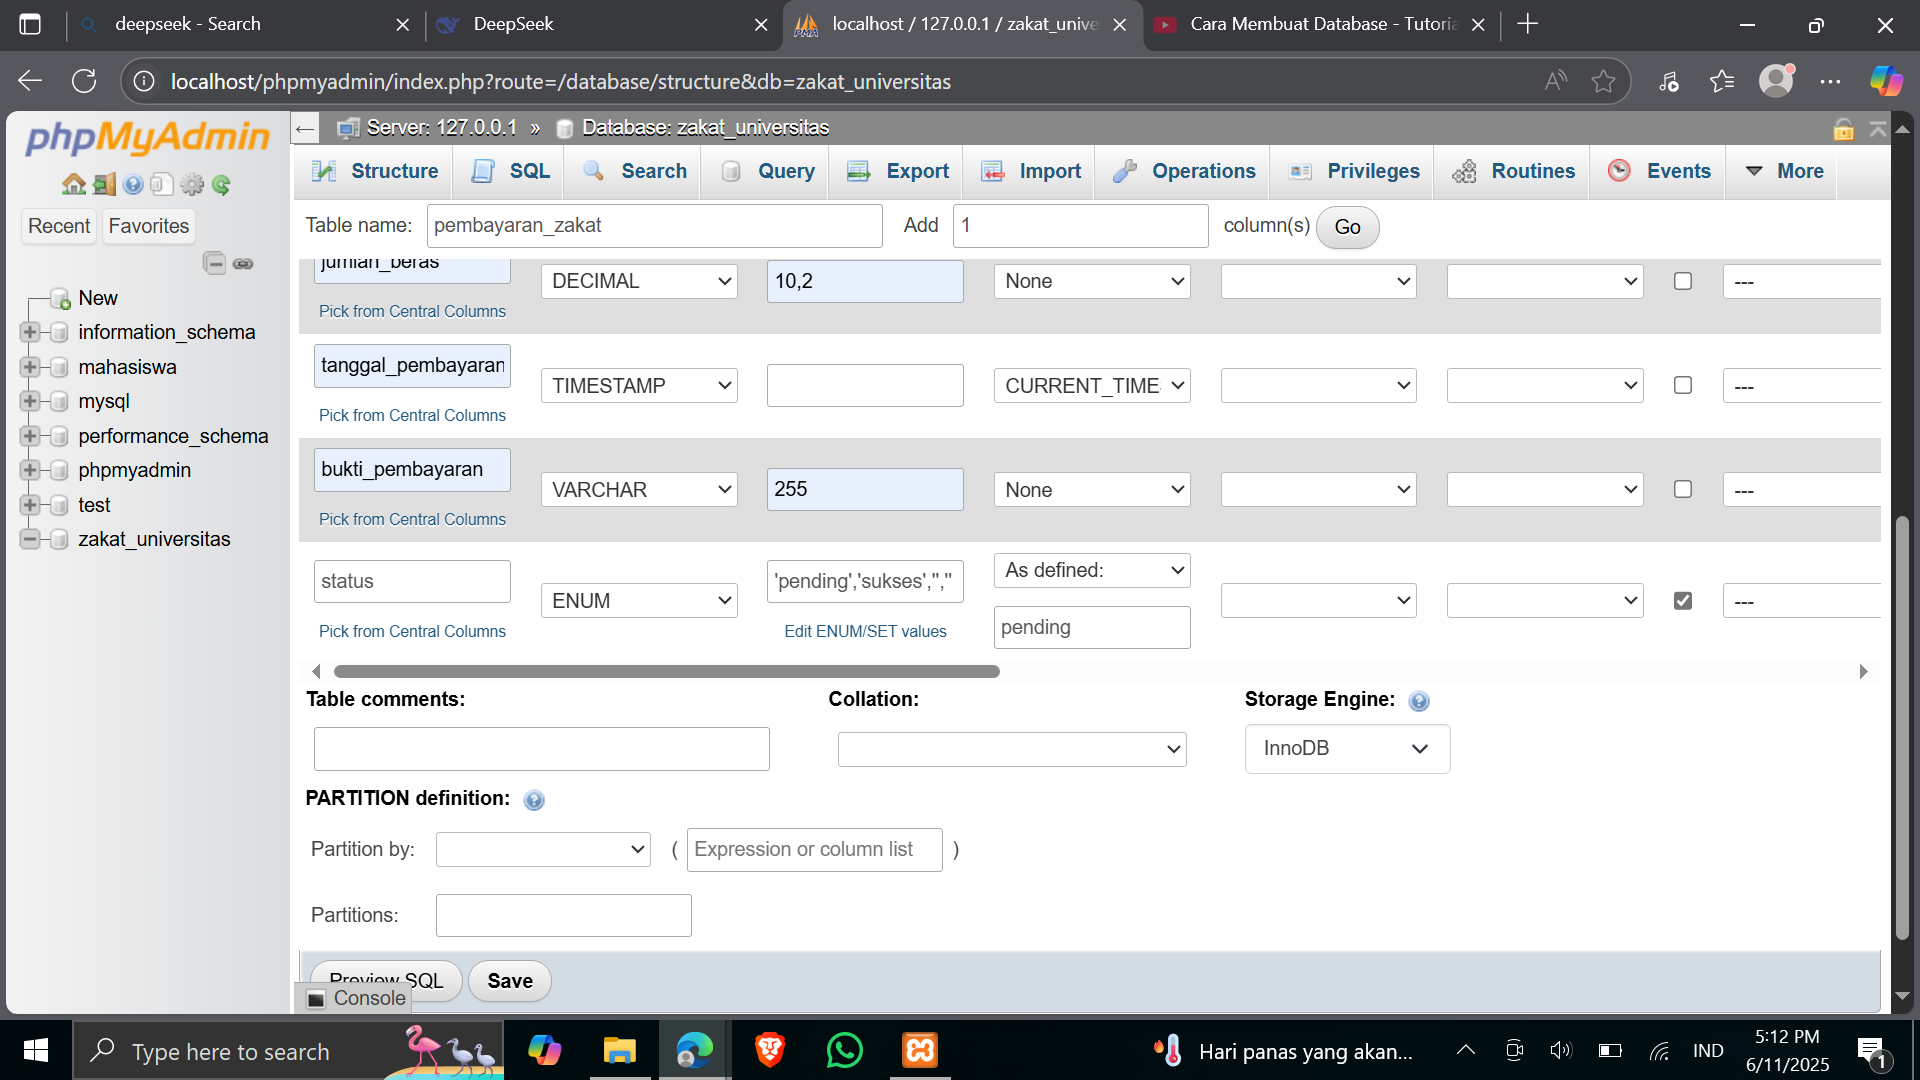 deepseek - Search
DeepSeek
localhost / 127.0.0.1 / zakat_unive
Cara Membuat Database - Tutoria
localhost/phpmyadmin/index.php?route=/database/structure&db=zakat_universitas
phpMyAdmin
Recent
Favorites
New
information_schema
mahasiswa
mysql
performance_schema
phpmyadmin
test
zakat_universitas
Server: 127.0.0.1 » Database: zakat_universitas
Structure
SQL
Search
Query
Export
Import
Operations
Privileges
Routines
Events
More
Table name: pembayaran_zakat Add 1 column(s) Go
jumlah_beras DECIMAL 10,2 None ---
Pick from Central Columns
tanggal_pembayaran TIMESTAMP CURRENT_TIME ---
Pick from Central Columns
bukti_pembayaran VARCHAR 255 None ---
Pick from Central Columns
status ENUM 'pending','sukses','','' As defined: ---
Pick from Central Columns Edit ENUM/SET values pending
Table comments: Collation: Storage Engine:
InnoDB
PARTITION definition:
Partition by: ( Expression or column list )
Partitions:
Preview SQL Save
Console
Type here to search
Hari panas yang akan...
IND
5:12 PM
6/11/2025
1